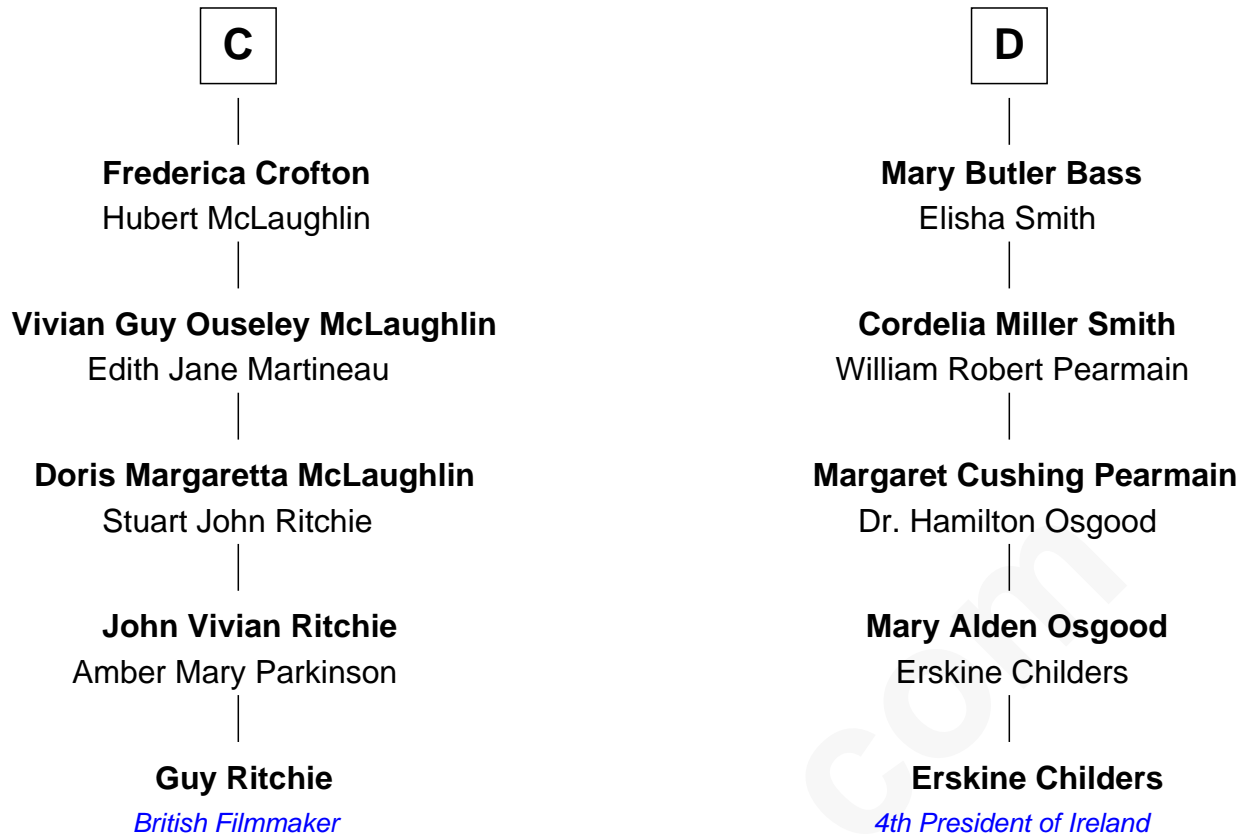 C
Frederica Crofton
Hubert McLaughlin
Vivian Guy Ouseley McLaughlin
Edith Jane Martineau
Doris Margaretta McLaughlin
Stuart John Ritchie
John Vivian Ritchie
Amber Mary Parkinson
Guy Ritchie
British Filmmaker
D
Mary Butler Bass
Elisha Smith
Cordelia Miller Smith
William Robert Pearmain
Margaret Cushing Pearmain
Dr. Hamilton Osgood
Mary Alden Osgood
Erskine Childers
Erskine Childers
4th President of Ireland
com